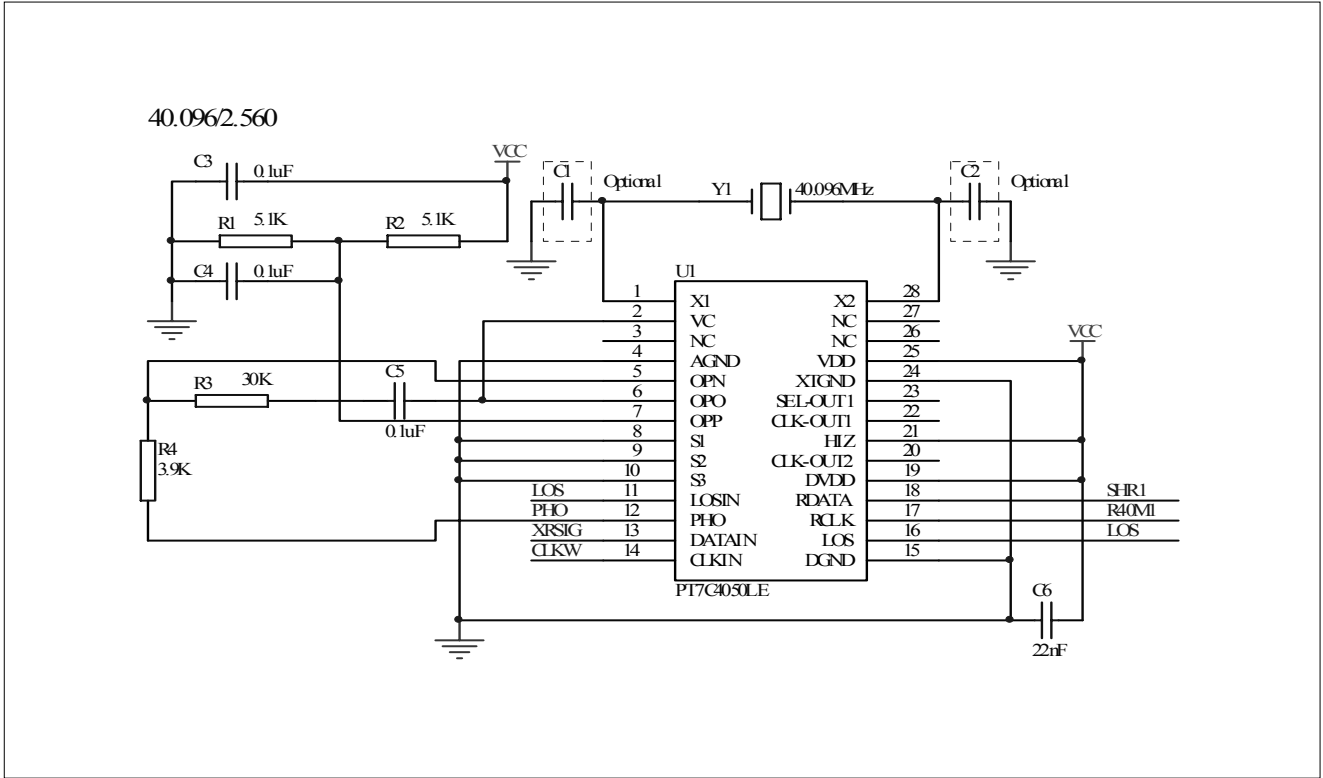 40.096/2.560
C3 0.1uF
VCC
C1 Optional
Y1 40.096MHz
C2 Optional
R1 5.1K
R2 5.1K
C4 0.1uF
U1
1 X1 X2 28
2 VC NC 27
3 NC NC 26
4 AGND VDD 25
5 OPN XTGND 24
6 OPO SEL-OUT1 23
7 OPP CLK-OUT1 22
8 S1 HIZ 21
9 S2 CLK-OUT2 20
10 S3 DVDD 19
LOS 11 LOSIN RDATA 18 SHR1
PHO 12 PHO RCLK 17 R40M1
XRSIG 13 DATAIN LOS 16 LOS
CLKW 14 CLKIN DGND 15
PT7C4050LE
VCC
R3 30K
C5
0.1uF
R4
3.9K
C6
22nF